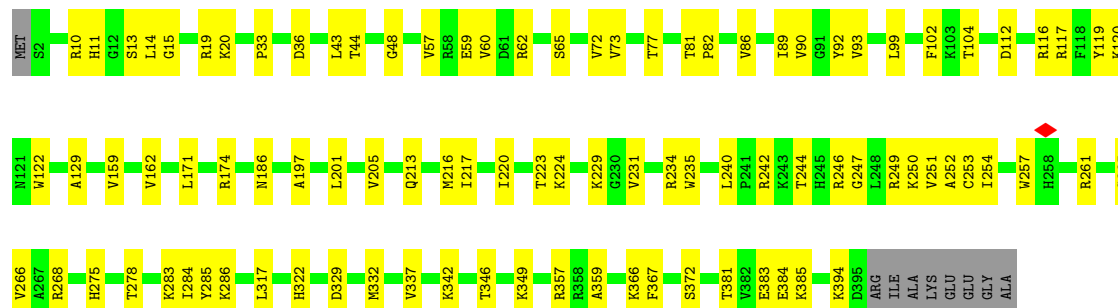 MET S2 R10 H11 G12 S13 L14 G15 R19 K20 P33 D36 L43 T44 G48 V57 R58 E59 V60 D61 R62 S65 V72 V73 T77 T81 P82 V86 I89 V90 G91 Y92 V93 L99 F102 K103 T104 D112 R116 R117 F118 Y119 K120
N121 W122 A129 V159 V162 L171 R174 N186 A197 L201 V205 Q213 M216 I217 I220 T223 K224 K229 G230 V231 R234 W235 L240 P241 R242 K243 T244 H245 R246 G247 L248 R249 K250 V251 A252 C253 I254 W257 H258 R261
V266 A267 R268 H275 T278 K283 I284 Y285 K286 L317 H322 D329 M332 V337 K342 T346 K349 R357 R358 A359 K366 F367 S372 T381 V382 E383 E384 K385 K394 D395 ARG ILE ALA LYS GLU GLU GLY ALA